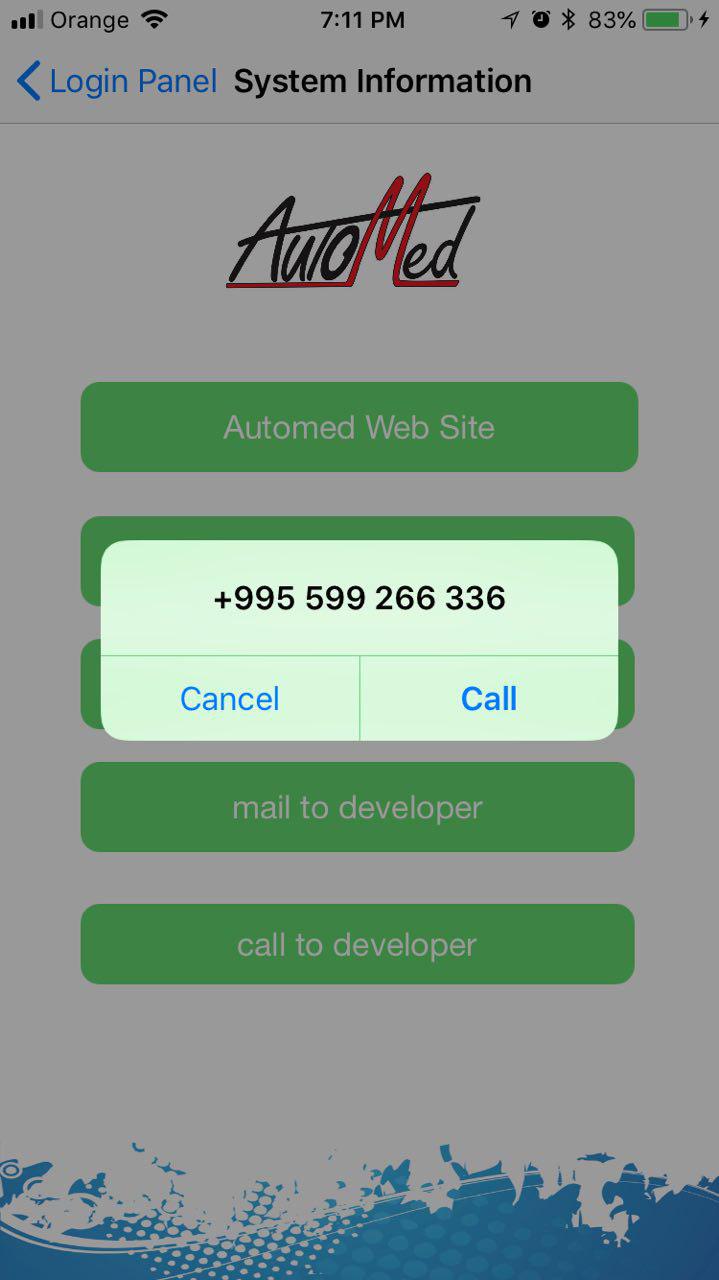 Orange
7:11 PM
83%
Login Panel
System Information
AutoMed
Automed Web Site
+995 599 266 336
Cancel
Call
mail to developer
call to developer